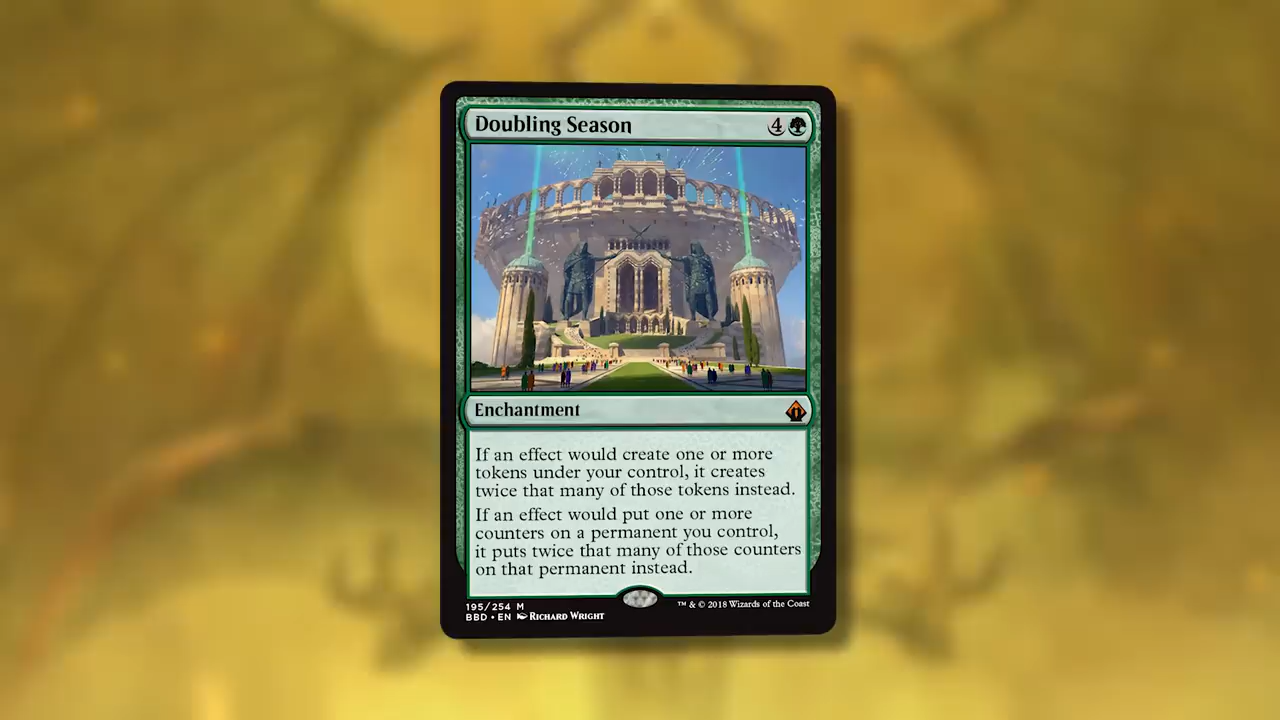 Doubling Season 4
Enchantment
If an effect would create one or more
tokens under your control, it creates
twice that many of those tokens instead.
If an effect would put one or more
counters on a permanent you control,
it puts twice that many of those counters
on that permanent instead.
195/254 M
BBD • EN Richard Wright
™ & © 2018 Wizards of the Coast